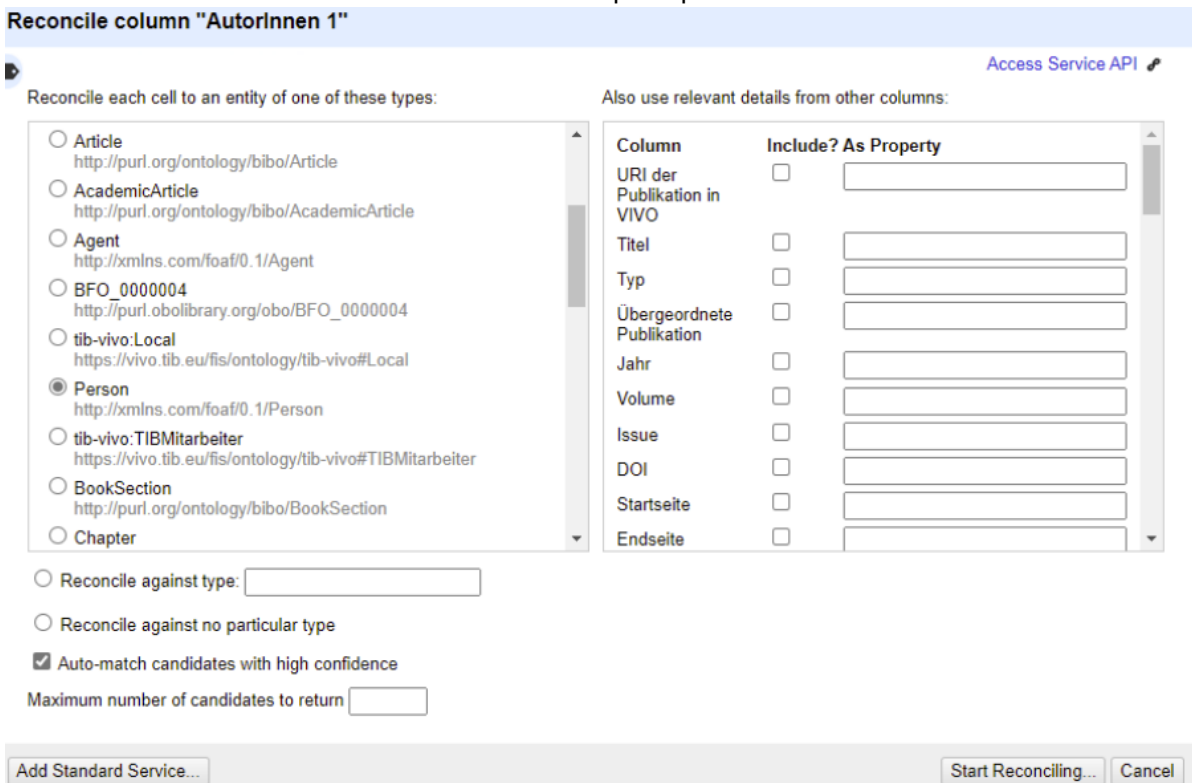 Reconcile column "AutorInnen 1"
Access Service API
Reconcile each cell to an entity of one of these types:
Article
http://purl.org/ontology/bibo/Article
AcademicArticle
http://purl.org/ontology/bibo/AcademicArticle
Agent
http://xmlns.com/foaf/0.1/Agent
BFO_0000004
http://purl.obolibrary.org/obo/BFO_0000004
tib-vivo:Local
https://vivo.tib.eu/fis/ontology/tib-vivo#Local
Person
http://xmlns.com/foaf/0.1/Person
tib-vivo:TIBMitarbeiter
https://vivo.tib.eu/fis/ontology/tib-vivo#TIBMitarbeiter
BookSection
http://purl.org/ontology/bibo/BookSection
Chapter
Also use relevant details from other columns:
Column Include? As Property
URI der
Publikation in
VIVO
Titel
Typ
Übergeordnete
Publikation
Jahr
Volume
Issue
DOI
Startseite
Endseite
Reconcile against type:
Reconcile against no particular type
Auto-match candidates with high confidence
Maximum number of candidates to return
Add Standard Service... Start Reconciling... Cancel